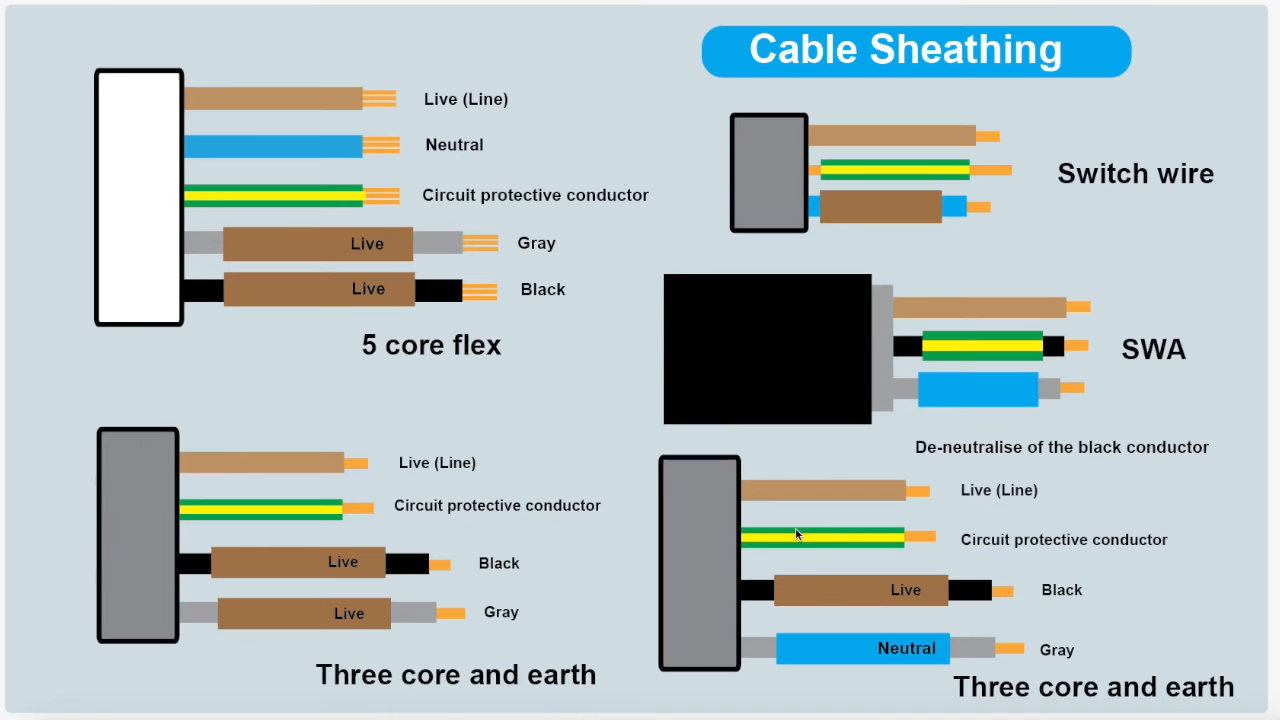 Cable Sheathing
Live (Line)
Neutral
Circuit protective conductor
Live
Gray
Live
Black
5 core flex
Switch wire
SWA
De-neutralise of the black conductor
Live (Line)
Circuit protective conductor
Live
Black
Live
Gray
Three core and earth
Live (Line)
Circuit protective conductor
Live
Black
Neutral
Gray
Three core and earth